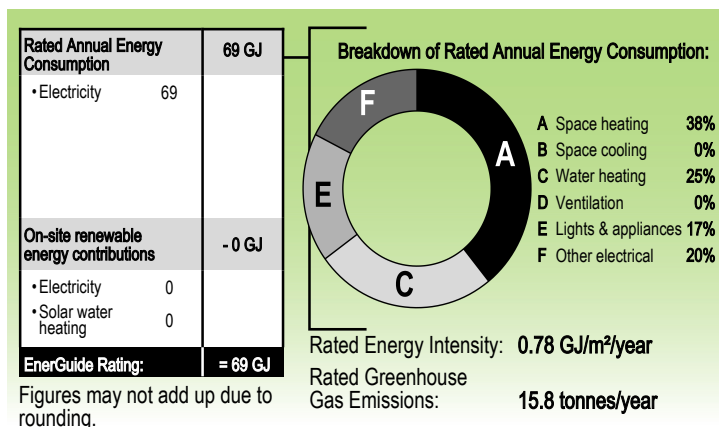 Rated Annual Energy
Consumption
69 GJ
• Electricity 69
On-site renewable
energy contributions
- 0 GJ
• Electricity 0
• Solar water
heating 0
EnerGuide Rating: = 69 GJ
Figures may not add up due to
rounding.
Breakdown of Rated Annual Energy Consumption:
F
A
E
C
A Space heating 38%
B Space cooling 0%
C Water heating 25%
D Ventilation 0%
E Lights & appliances 17%
F Other electrical 20%
Rated Energy Intensity: 0.78 GJ/m²/year
Rated Greenhouse
Gas Emissions: 15.8 tonnes/year